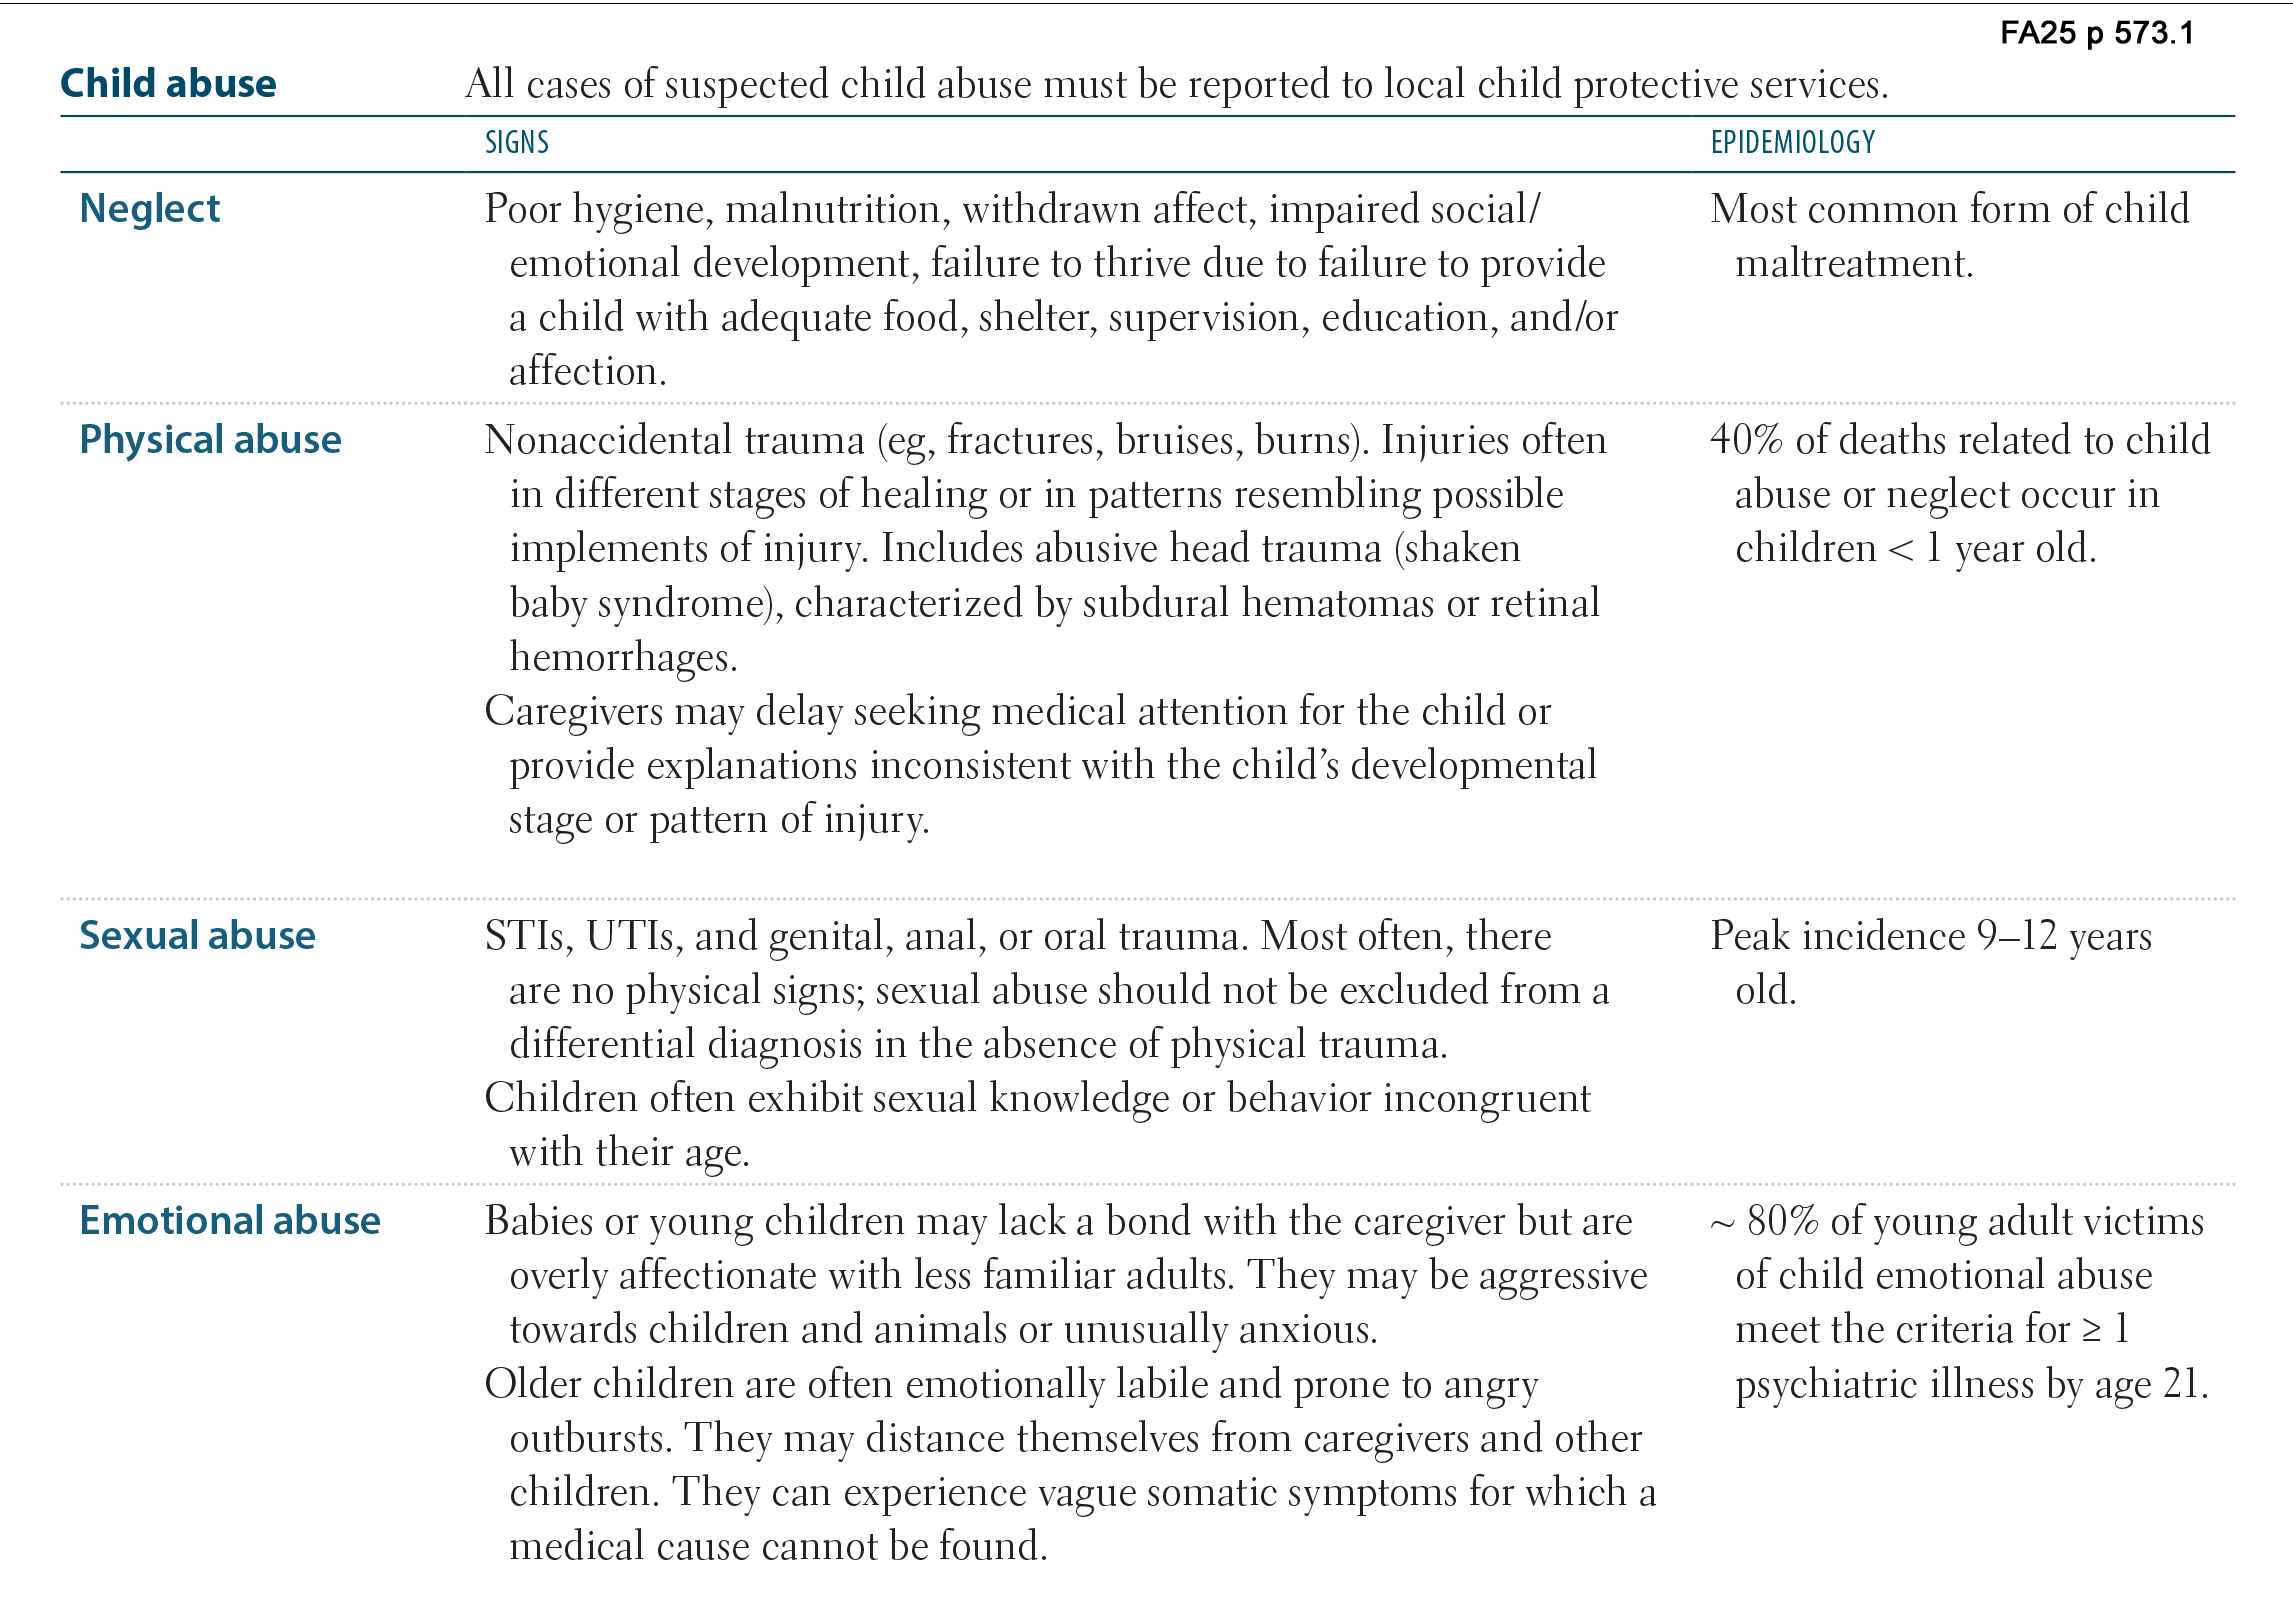 FA25 p 573.1
Child abuse All cases of suspected child abuse must be reported to local child protective services.
SIGNS EPIDEMIOLOGY
Neglect Poor hygiene, malnutrition, withdrawn affect, impaired social/ Most common form of child
emotional development, failure to thrive due to failure to provide maltreatment.
a child with adequate food, shelter, supervision, education, and/or
affection.
Physical abuse Nonaccidental trauma (eg, fractures, bruises, burns). Injuries often 40% of deaths related to child
in different stages of healing or in patterns resembling possible abuse or neglect occur in
implements of injury. Includes abusive head trauma (shaken children < 1 year old.
baby syndrome), characterized by subdural hematomas or retinal
hemorrhages.
Caregivers may delay seeking medical attention for the child or
provide explanations inconsistent with the child’s developmental
stage or pattern of injury.
Sexual abuse STIs, UTIs, and genital, anal, or oral trauma. Most often, there Peak incidence 9–12 years
are no physical signs; sexual abuse should not be excluded from a old.
differential diagnosis in the absence of physical trauma.
Children often exhibit sexual knowledge or behavior incongruent
with their age.
Emotional abuse Babies or young children may lack a bond with the caregiver but are ~ 80% of young adult victims
overly affectionate with less familiar adults. They may be aggressive of child emotional abuse
towards children and animals or unusually anxious. meet the criteria for ≥ 1
Older children are often emotionally labile and prone to angry psychiatric illness by age 21.
outbursts. They may distance themselves from caregivers and other
children. They can experience vague somatic symptoms for which a
medical cause cannot be found.